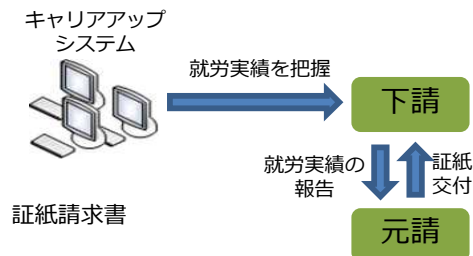 キャリアアップ
システム
就労実績を把握
下請
就労実績の
報告
証紙
交付
証紙請求書
元請